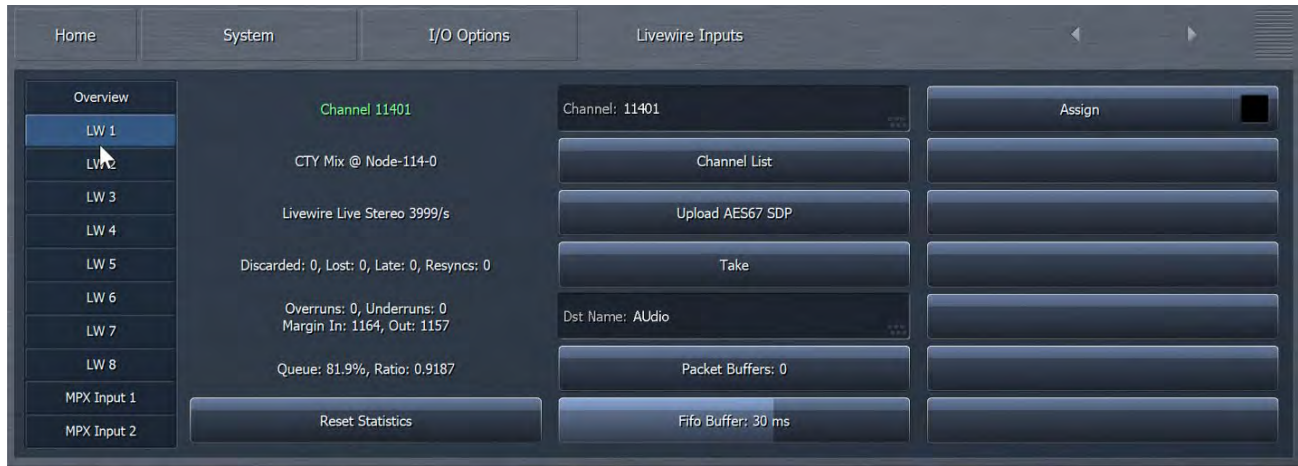 Home
System
I/O Options
Livewire Inputs
Overview
LW 1
LW 2
LW 3
LW 4
LW 5
LW 6
LW 7
LW 8
MPX Input 1
MPX Input 2
Channel 11401
CTY Mix @ Node-114-0
Livewire Live Stereo 3999/s
Discarded: 0, Lost: 0, Late: 0, Resyncs: 0
Overruns: 0, Underruns: 0
Margin In: 1164, Out: 1157
Queue: 81.9%, Ratio: 0.9187
Reset Statistics
Channel: 11401
Channel List
Upload AES67 SDP
Take
Dst Name: AUdio
Packet Buffers: 0
Fifo Buffer: 30 ms
Assign